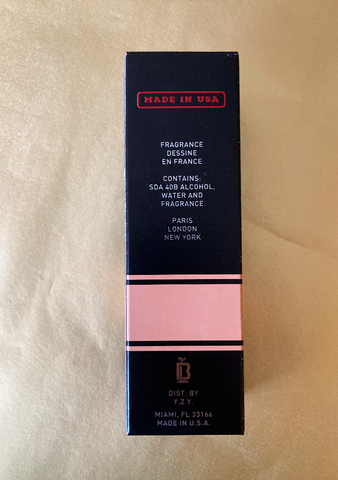 MADE IN USA
FRAGRANCE
DESSINE
EN FRANCE
CONTAINS:
SDA 40B ALCOHOL,
WATER AND
FRAGRANCE
PARIS
LONDON
NEW YORK
B
DIST. BY
Y.Z.Y.
MIAMI, FL 33166
MADE IN U.S.A.